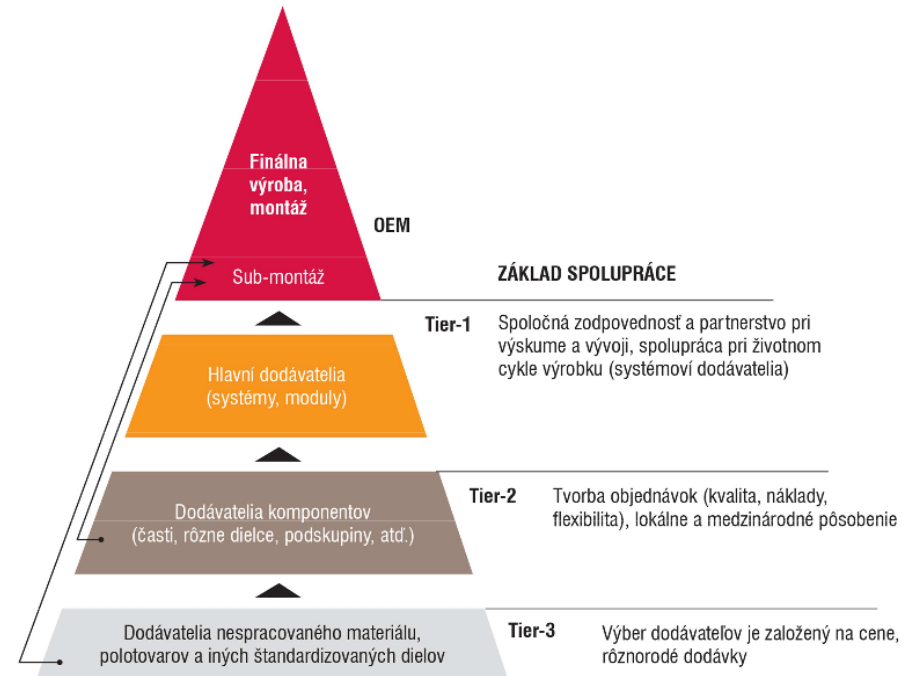 Finálna
výroba,
montáž
OEM
Sub-montáž
ZÁKLAD SPOLUPRÁCE
Tier-1
Spoločná zodpovednosť a partnerstvo pri
výskume a vývoji, spolupráca pri životnom
cykle výrobku (systémoví dodávatelia)
Hlavní dodávatelia
(systémy, moduly)
Tier-2
Tvorba objednávok (kvalita, náklady,
flexibilita), lokálne a medzinárodné pôsobenie
Dodávatelia komponentov
(časti, rôzne dielce, podskupiny, atď.)
Tier-3
Výber dodávateľov je založený na cene,
rôznorodé dodávky
Dodávatelia nespracovaného materiálu,
polotovarov a iných štandardizovaných dielov